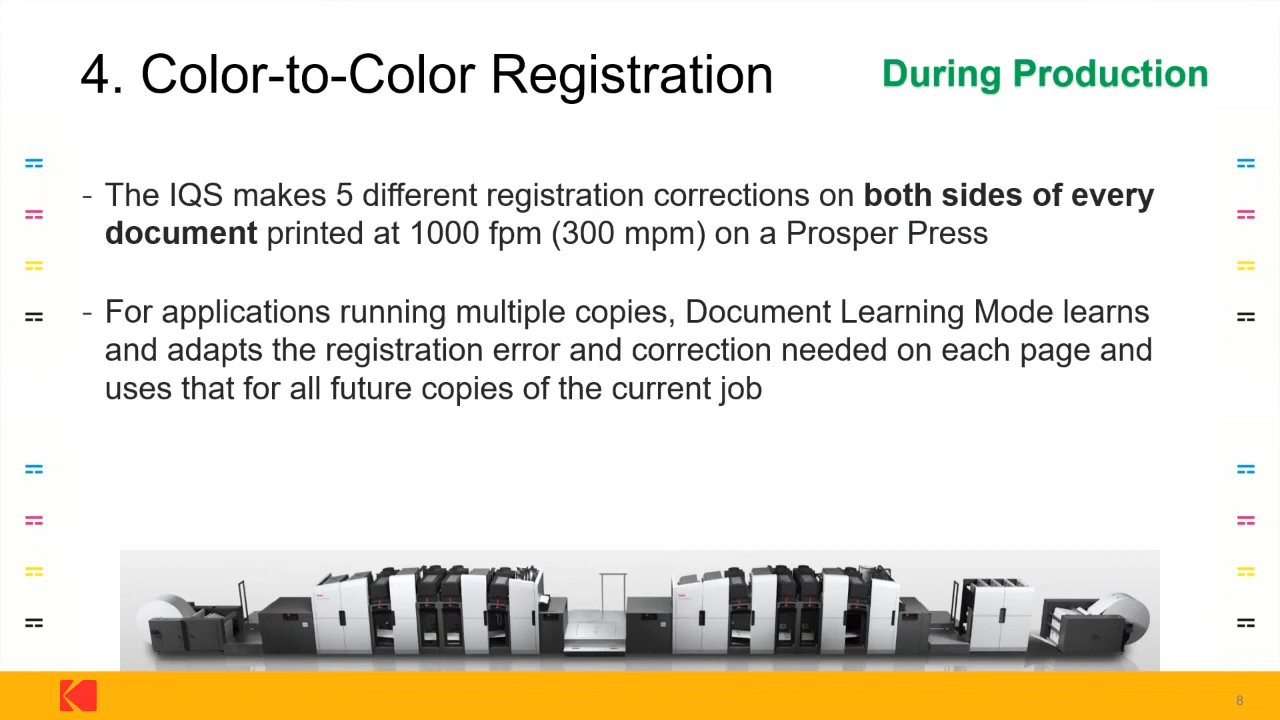 4. Color-to-Color Registration
During Production
- The IQS makes 5 different registration corrections on both sides of every
document printed at 1000 fpm (300 mpm) on a Prosper Press
- For applications running multiple copies, Document Learning Mode learns
and adapts the registration error and correction needed on each page and
uses that for all future copies of the current job
8